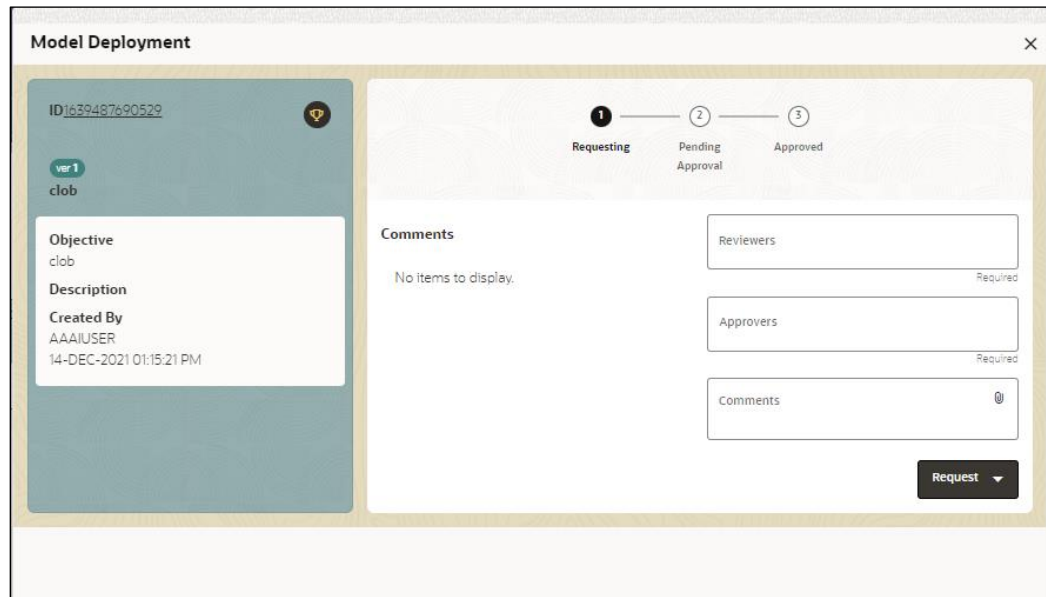 Model Deployment
ID1639487690529
ver 1
clob
Objective
clob
Description
Created By
AAAIUSER
14-DEC-2021 01:15:21 PM
1
2
3
Requesting
Pending
Approval
Approved
Comments
No items to display.
Reviewers
Required
Approvers
Required
Comments
Request